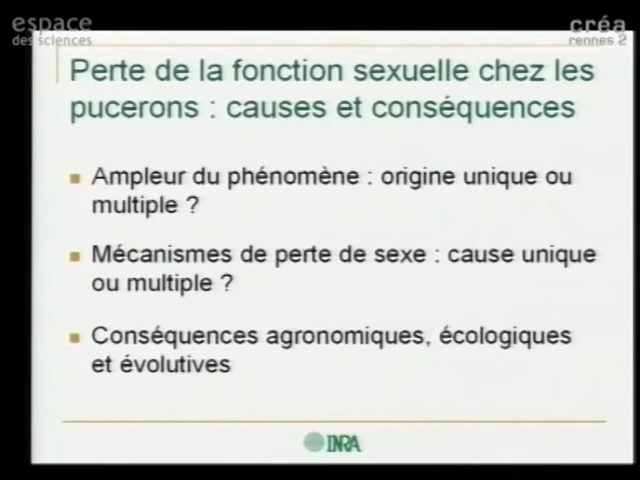 espace
des sciences
créa
rennes 2
Perte de la fonction sexuelle chez les
pucerons : causes et conséquences
Ampleur du phénomène : origine unique ou
multiple ?
Mécanismes de perte de sexe : cause unique
ou multiple ?
Conséquences agronomiques, écologiques
et évolutives
INRA